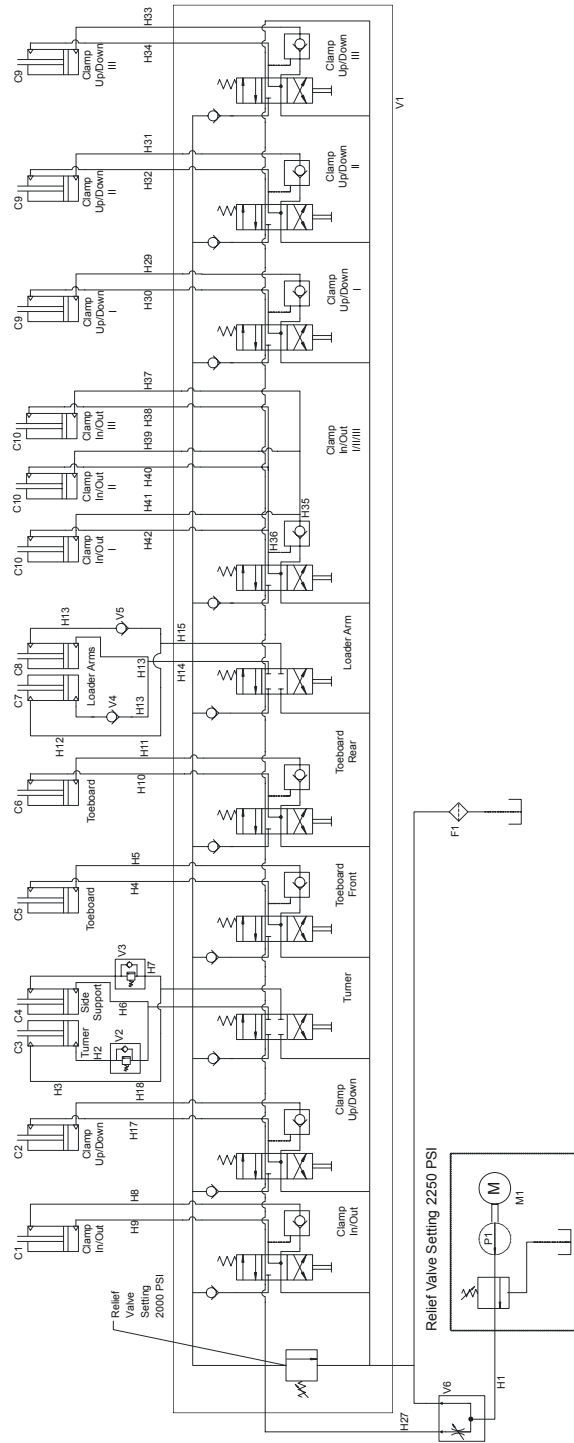 C1
Clamp
In/Out
H8
H9
C2
Clamp
Up/Down
H17
C3
Turner
H2
C4
Side
Support
V3
H7
H6
V2
H3
H18
C5
Toeboard
H5
H4
C6
Toeboard
H10
H12
H11
C7
C8
Loader Arms
V4
H13
H13
H13
V5
H14
H15
C10
Clamp
In/Out
I
H42
H41
C10
Clamp
In/Out
II
H40
H39
C10
Clamp
In/Out
III
H38
H37
C9
Clamp
Up/Down
I
H30
H29
C9
Clamp
Up/Down
II
H32
H31
C9
Clamp
Up/Down
III
H34
H33
Relief
Valve
Setting
2000 PSI
H36
H35
Clamp
In/Out
Clamp
Up/Down
Turner
Toeboard
Front
Toeboard
Rear
Loader Arm
Clamp
In/Out
I/II/III
Clamp
Up/Down
I
Clamp
Up/Down
II
Clamp
Up/Down
III
V1
H27
V6
H1
Relief Valve Setting 2250 PSI
P1
M
M1
F1